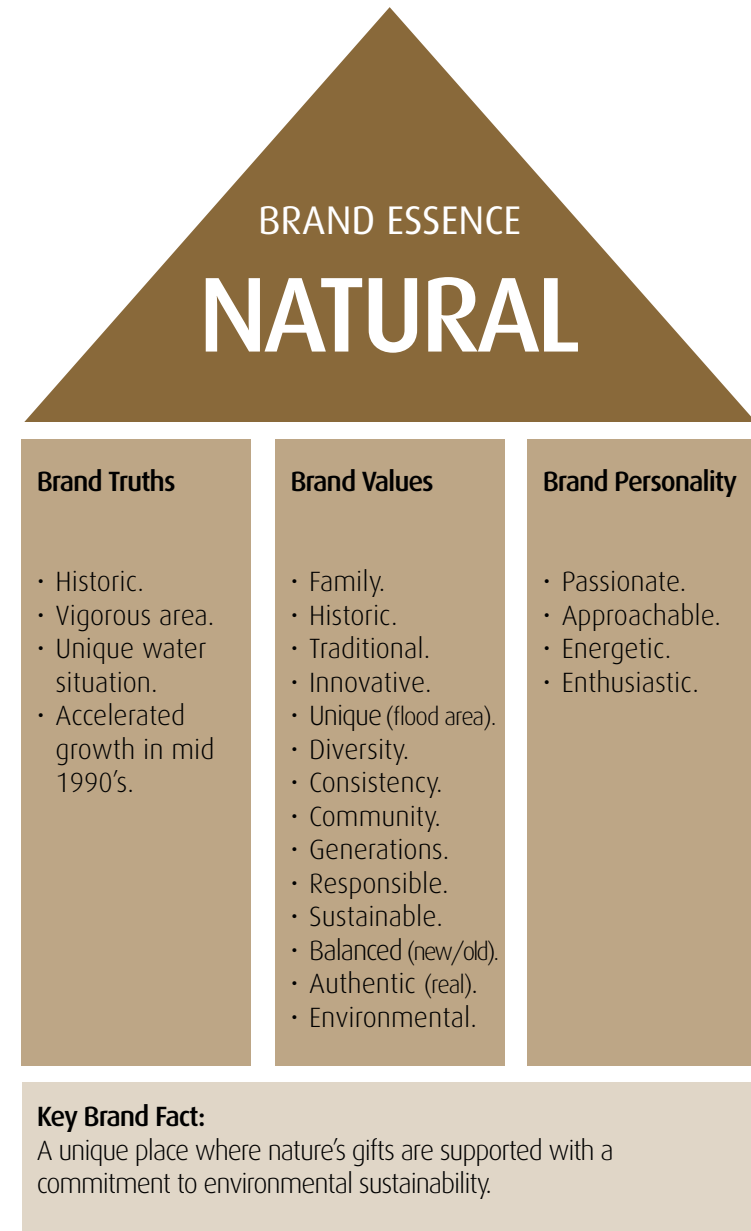 BRAND ESSENCE
NATURAL
Brand Truths
· Historic.
· Vigorous area.
· Unique water
situation.
· Accelerated
growth in mid
1990’s.
Brand Values
· Family.
· Historic.
· Traditional.
· Innovative.
· Unique (flood area).
· Diversity.
· Consistency.
· Community.
· Generations.
· Responsible.
· Sustainable.
· Balanced (new/old).
· Authentic (real).
· Environmental.
Brand Personality
· Passionate.
· Approachable.
· Energetic.
· Enthusiastic.
Key Brand Fact:
A unique place where nature’s gifts are supported with a
commitment to environmental sustainability.